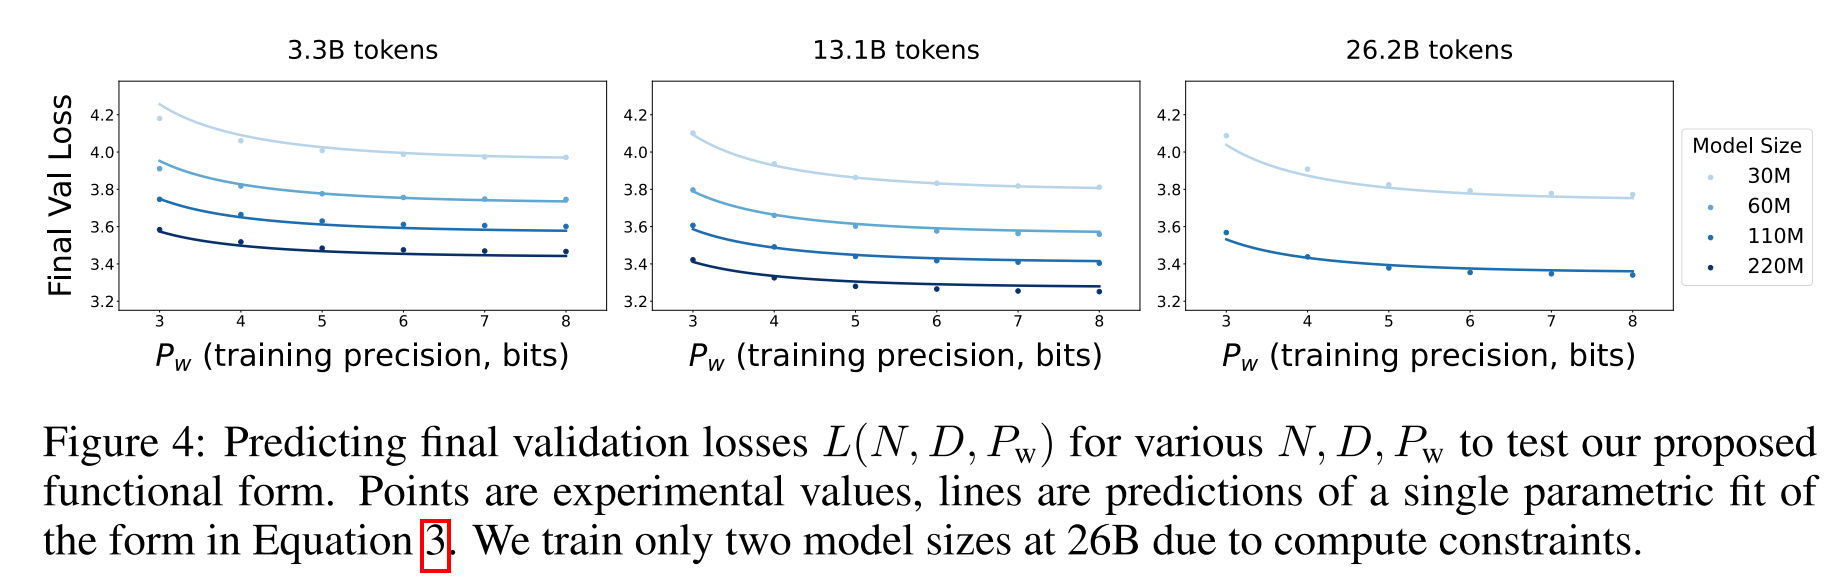 3.3B tokens
13.1B tokens
26.2B tokens
Final Val Loss
4.2
4.0
3.8
3.6
3.4
3.2
3 4 5 6 7 8
P_w (training precision, bits)
4.2
4.0
3.8
3.6
3.4
3.2
3 4 5 6 7 8
P_w (training precision, bits)
4.2
4.0
3.8
3.6
3.4
3.2
3 4 5 6 7 8
P_w (training precision, bits)
Model Size
30M
60M
110M
220M
Figure 4: Predicting final validation losses L(N, D, P_w) for various N, D, P_w to test our proposed
functional form. Points are experimental values, lines are predictions of a single parametric fit of
the form in Equation 3. We train only two model sizes at 26B due to compute constraints.